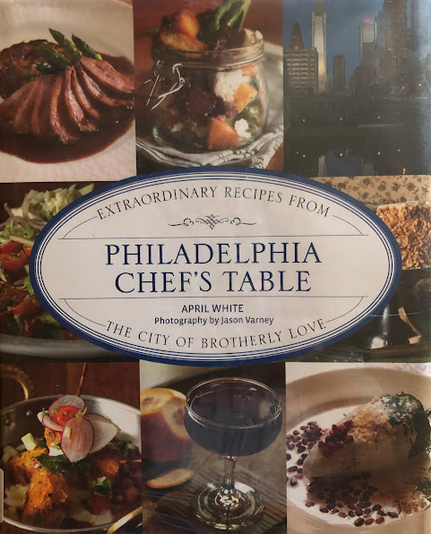 EXTRAORDINARY RECIPES FROM
PHILADELPHIA
CHEF'S TABLE
APRIL WHITE
Photography by Jason Varney
THE CITY OF BROTHERLY LOVE